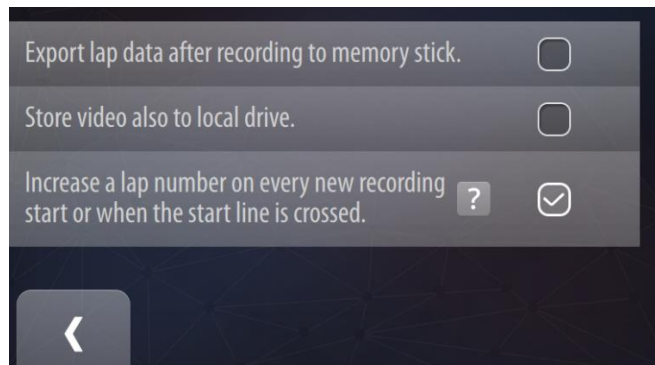 Export lap data after recording to memory stick.
Store video also to local drive.
Increase a lap number on every new recording
start or when the start line is crossed.
?